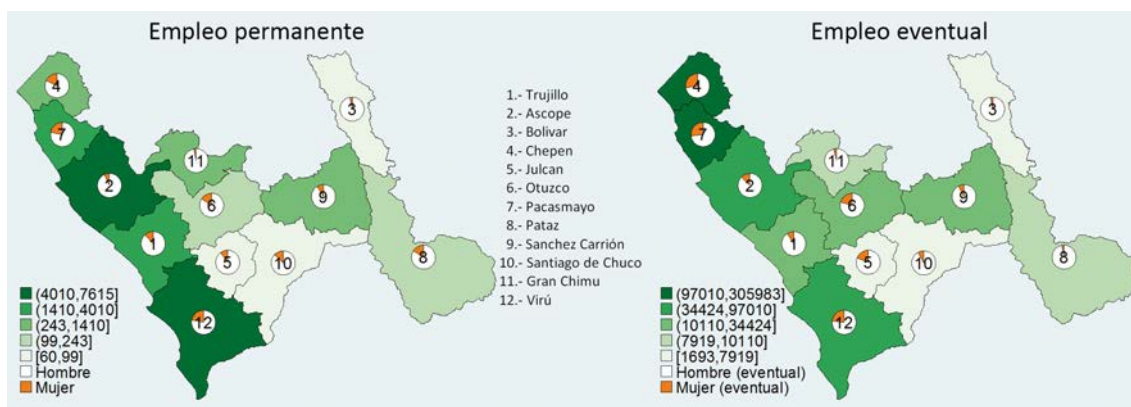 Empleo permanente
4
7
2
11
6
1
5
10
12
9
3
8
(4010,7615]
(1410,4010]
(243,1410]
(99,243]
[60,99]
Hombre
Mujer
1.- Trujillo
2.- Ascope
3.- Bolivar
4.- Chepen
5.- Julcan
6.- Otuzco
7.- Pacasmayo
8.- Pataz
9.- Sanchez Carrión
10.- Santiago de Chuco
11.- Gran Chimu
12.- Virú
Empleo eventual
4
7
2
11
6
1
5
10
12
9
3
8
(97010,305983]
(34424,97010]
(10110,34424]
(7919,10110]
[1693,7919]
Hombre (eventual)
Mujer (eventual)